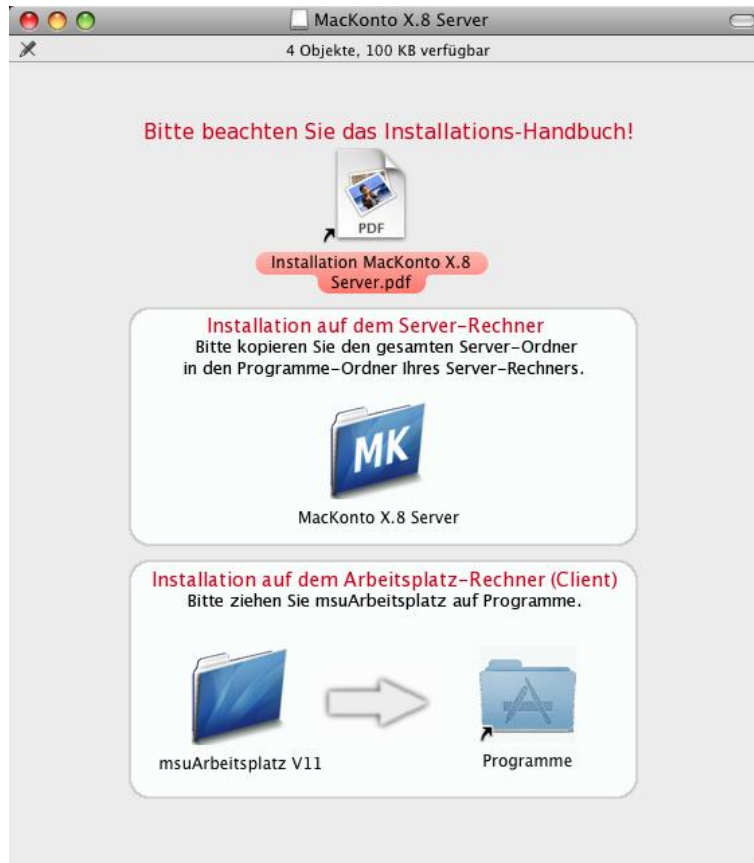 MacKonto X.8 Server
4 Objekte, 100 KB verfügbar
Bitte beachten Sie das Installations-Handbuch!
PDF
Installation MacKonto X.8
Server.pdf
Installation auf dem Server-Rechner
Bitte kopieren Sie den gesamten Server-Ordner
in den Programme-Ordner Ihres Server-Rechners.
MK
MacKonto X.8 Server
Installation auf dem Arbeitsplatz-Rechner (Client)
Bitte ziehen Sie msuArbeitsplatz auf Programme.
msuArbeitsplatz V11
Programme